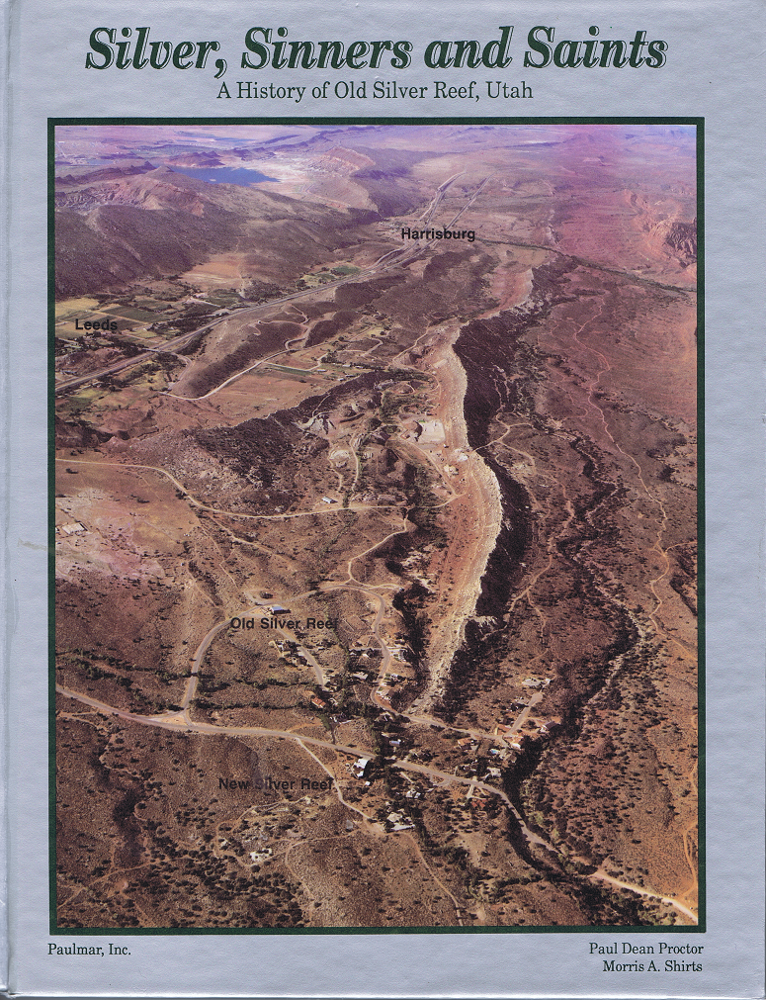 Silver, Sinners and Saints
A History of Old Silver Reef, Utah
Harrisburg
Leeds
Old Silver Reef
New Silver Reef
Paulmar, Inc.
Paul Dean Proctor
Morris A. Shirts